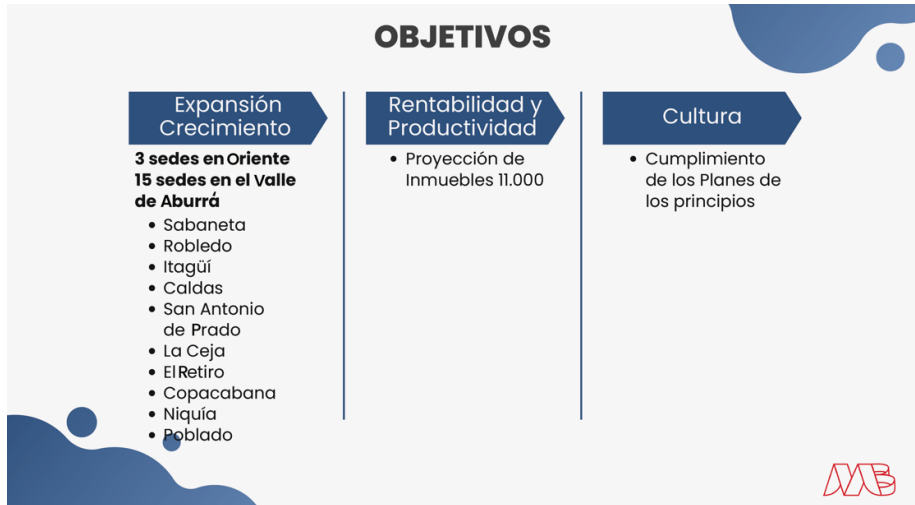 OBJETIVOS
Expansión
Crecimiento
3 sedes en Oriente
15 sedes en el Valle
de Aburrá
• Sabaneta
• Robledo
• Itagüí
• Caldas
• San Antonio
de Prado
• La Ceja
• El Retiro
• Copacabana
• Niquía
• Poblado
Rentabilidad y
Productividad
• Proyección de
Inmuebles 11.000
Cultura
• Cumplimiento
de los Planes de
los principios